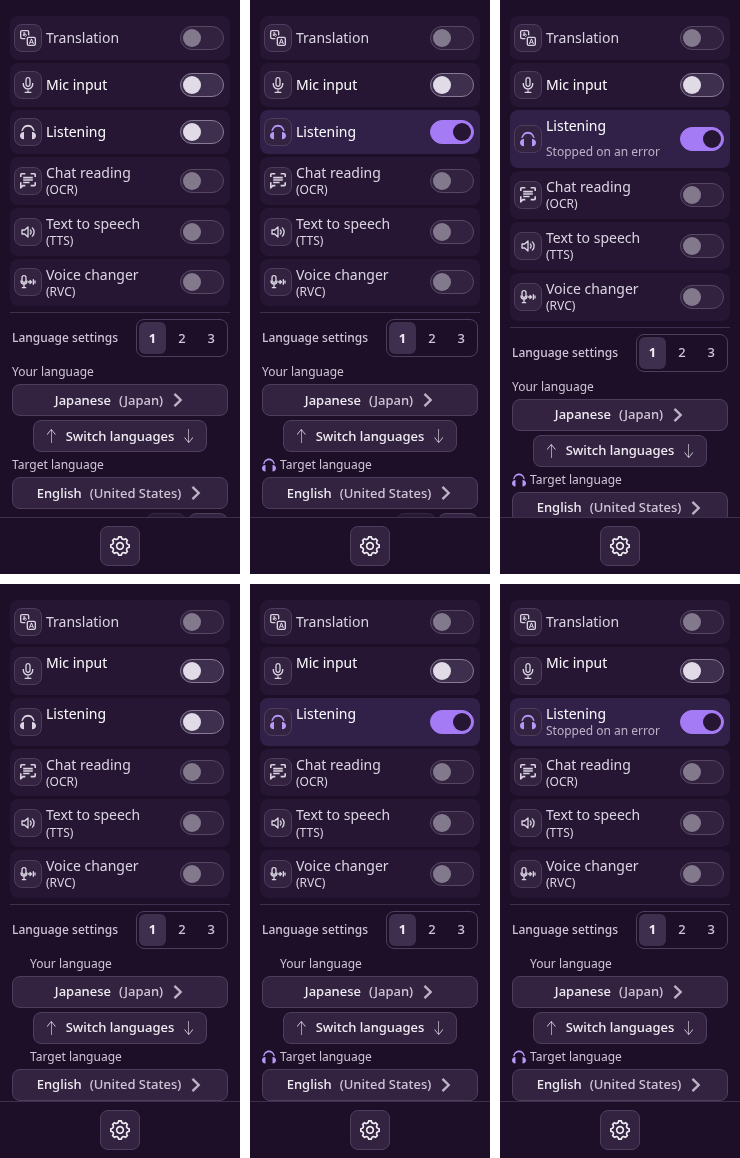 Translation
Mic input
Listening
Chat reading
(OCR)
Text to speech
(TTS)
Voice changer
(RVC)
Language settings 1 2 3
Your language
Japanese (Japan)
Switch languages
Target language
English (United States)
Translation
Mic input
Listening
Chat reading
(OCR)
Text to speech
(TTS)
Voice changer
(RVC)
Language settings 1 2 3
Your language
Japanese (Japan)
Switch languages
Target language
English (United States)
Translation
Mic input
Listening
Stopped on an error
Chat reading
(OCR)
Text to speech
(TTS)
Voice changer
(RVC)
Language settings 1 2 3
Your language
Japanese (Japan)
Switch languages
Target language
English (United States)
Translation
Mic input
Listening
Chat reading
(OCR)
Text to speech
(TTS)
Voice changer
(RVC)
Language settings 1 2 3
Your language
Japanese (Japan)
Switch languages
Target language
English (United States)
Translation
Mic input
Listening
Chat reading
(OCR)
Text to speech
(TTS)
Voice changer
(RVC)
Language settings 1 2 3
Your language
Japanese (Japan)
Switch languages
Target language
English (United States)
Translation
Mic input
Listening
Stopped on an error
Chat reading
(OCR)
Text to speech
(TTS)
Voice changer
(RVC)
Language settings 1 2 3
Your language
Japanese (Japan)
Switch languages
Target language
English (United States)